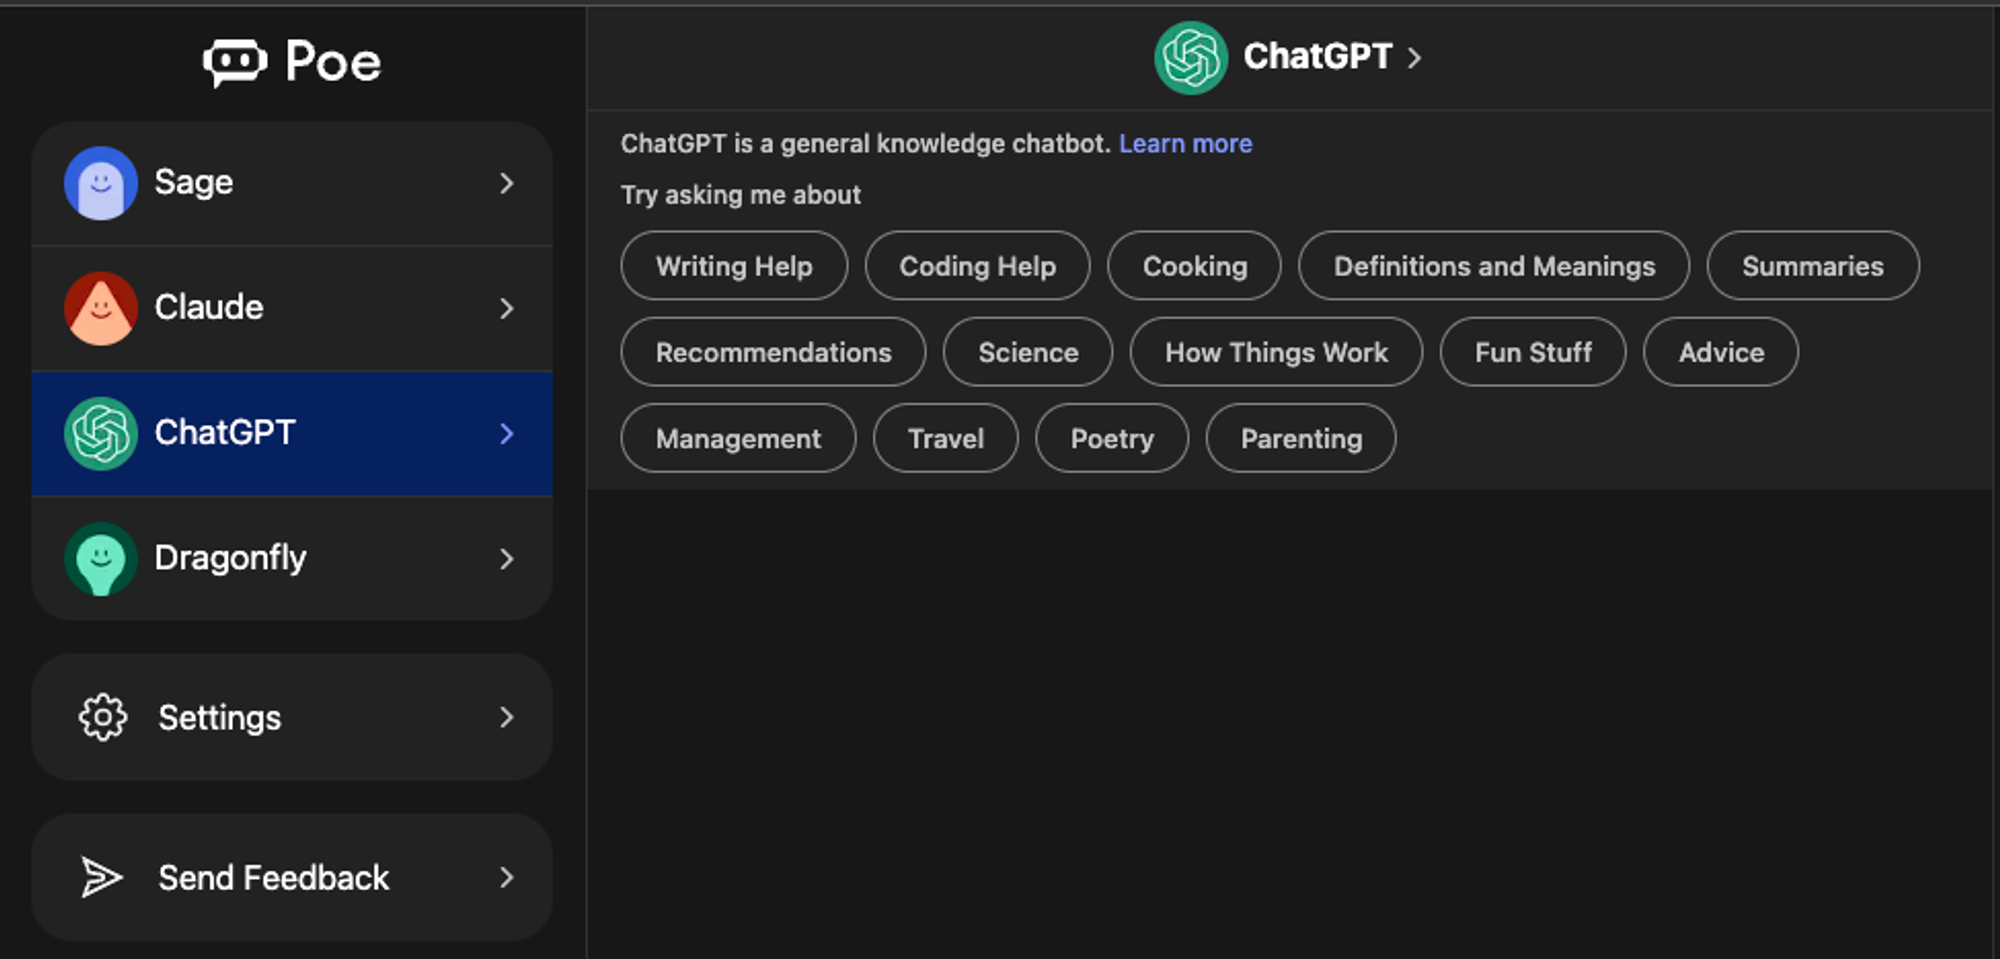 Poe
Sage
Claude
ChatGPT
Dragonfly
Settings
Send Feedback
ChatGPT
ChatGPT is a general knowledge chatbot. Learn more
Try asking me about
Writing Help Coding Help Cooking Definitions and Meanings Summaries
Recommendations Science How Things Work Fun Stuff Advice
Management Travel Poetry Parenting